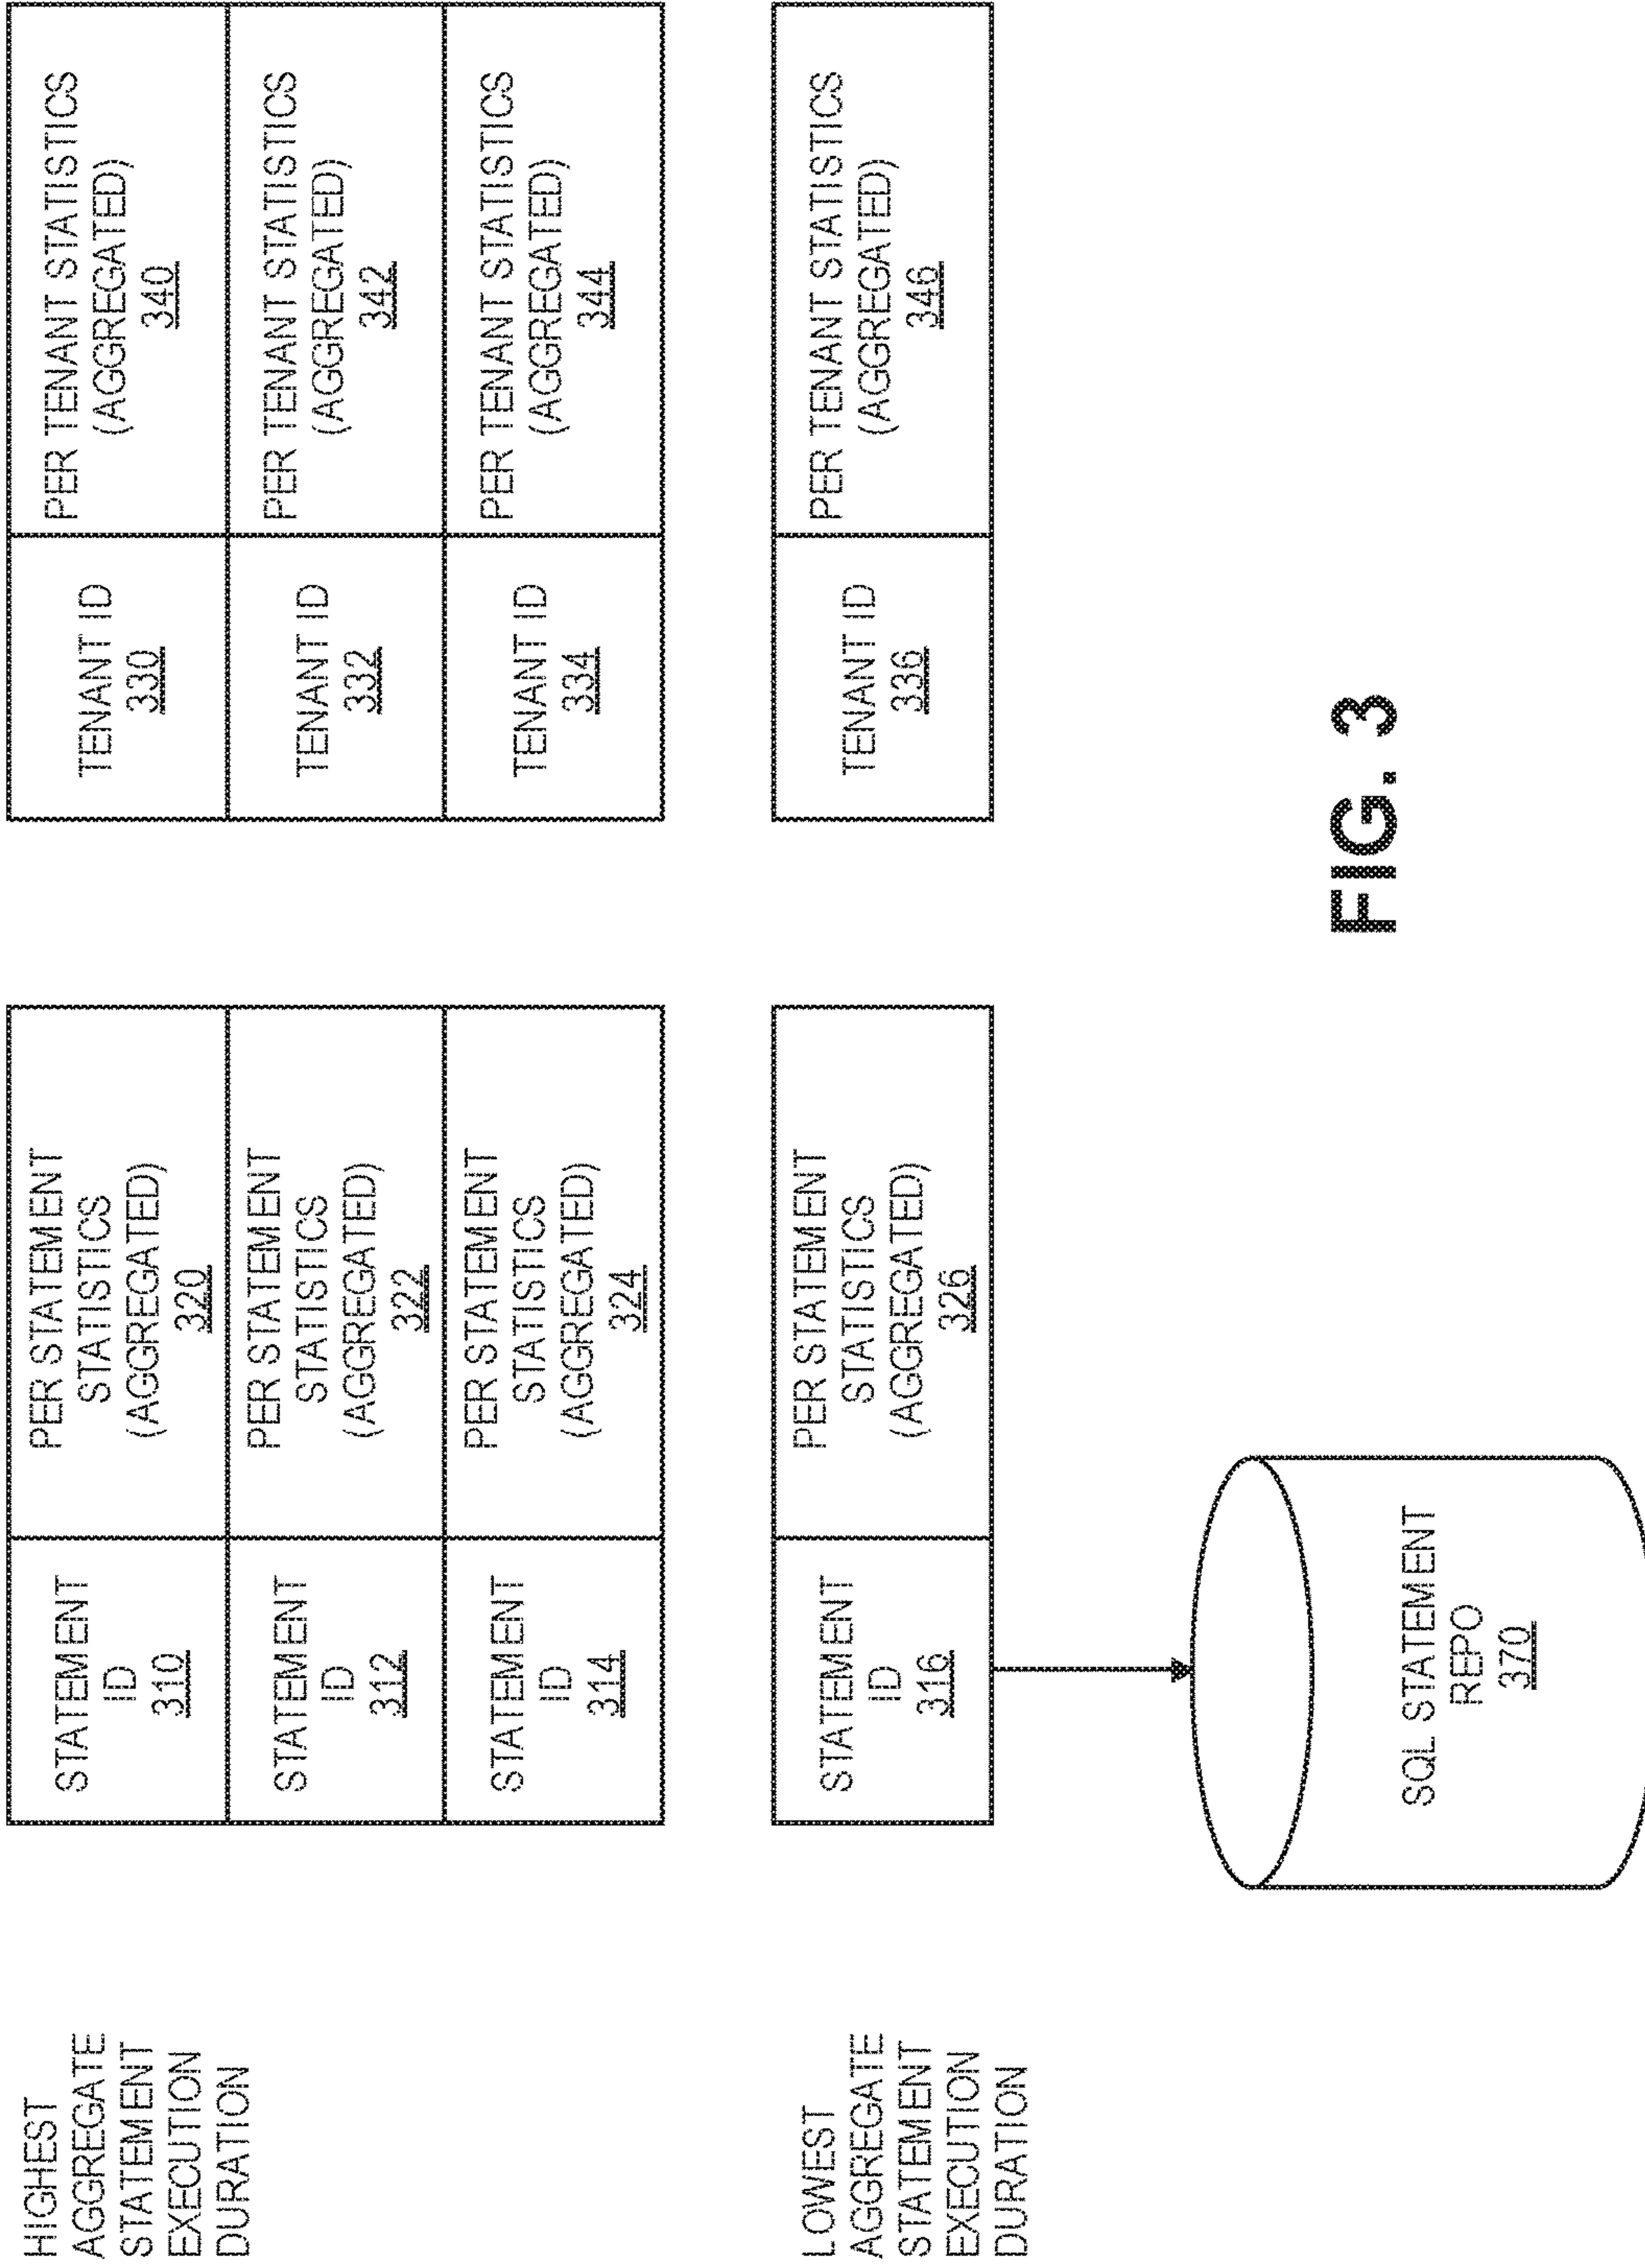 HIGHEST
AGGREGATE
STATEMENT
EXECUTION
DURATION
STATEMENT
ID
310
PER STATEMENT
STATISTICS
(AGGREGATED)
320
TENANT ID
330
PER TENANT STATISTICS
(AGGREGATED)
340
STATEMENT
ID
312
PER STATEMENT
STATISTICS
(AGGREGATED)
322
TENANT ID
332
PER TENANT STATISTICS
(AGGREGATED)
342
STATEMENT
ID
314
PER STATEMENT
STATISTICS
(AGGREGATED)
324
TENANT ID
334
PER TENANT STATISTICS
(AGGREGATED)
344
LOWEST
AGGREGATE
STATEMENT
EXECUTION
DURATION
STATEMENT
ID
316
PER STATEMENT
STATISTICS
(AGGREGATED)
326
TENANT ID
336
PER TENANT STATISTICS
(AGGREGATED)
346
SQL STATEMENT
REPO
370
FIG. 3